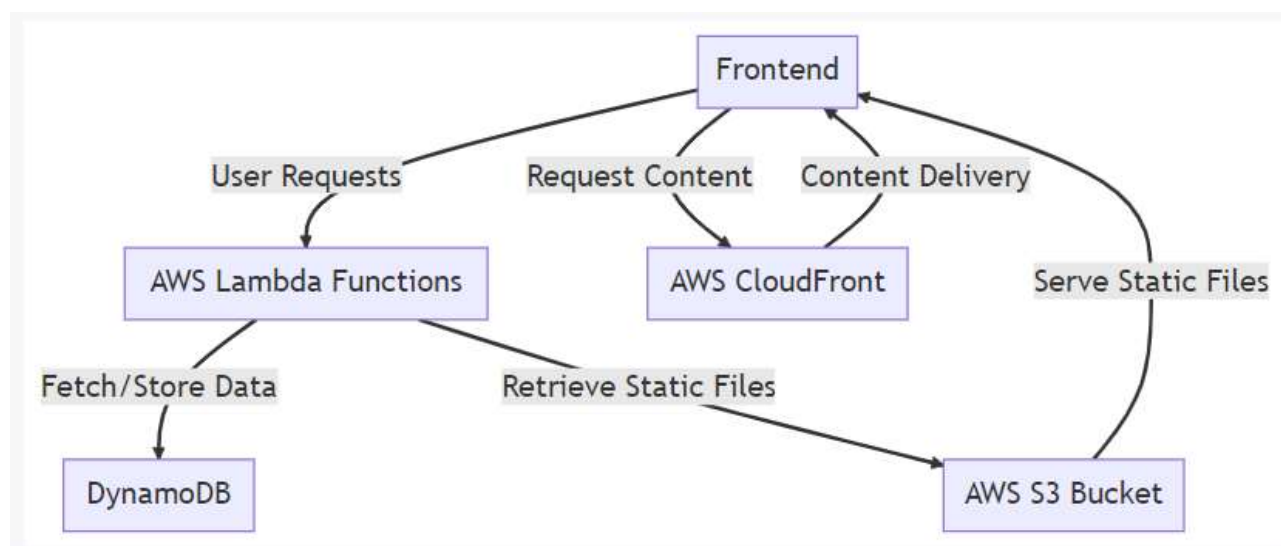 Frontend
User Requests
Request Content
Content Delivery
AWS Lambda Functions
AWS CloudFront
Serve Static Files
Fetch/Store Data
Retrieve Static Files
DynamoDB
AWS S3 Bucket